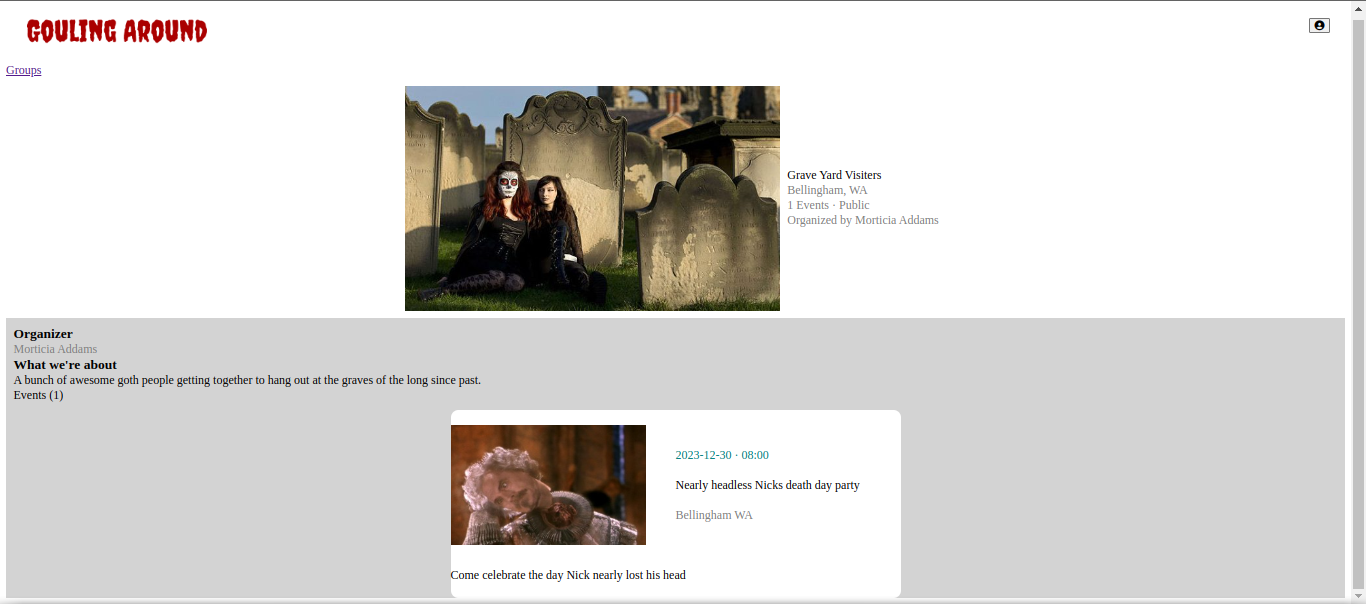 GOULING AROUND
Groups
Grave Yard Visiters
Bellingham, WA
1 Events · Public
Organized by Morticia Addams
Organizer
Morticia Addams
What we're about
A bunch of awesome goth people getting together to hang out at the graves of the long since past.
Events (1)
2023-12-30 · 08:00
Nearly headless Nicks death day party
Bellingham WA
Come celebrate the day Nick nearly lost his head